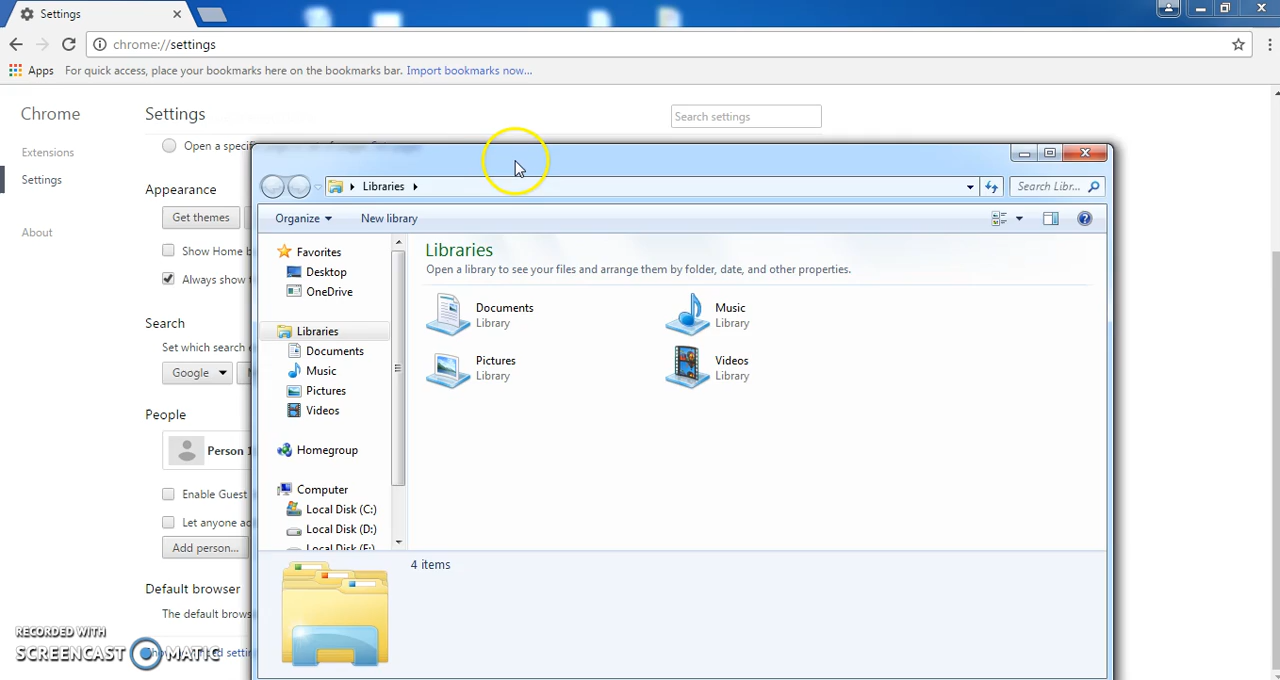 Settings
chrome://settings
Apps For quick access, place your bookmarks here on the bookmarks bar. Import bookmarks now...
Chrome
Extensions
Settings
About
Settings
Search settings
Open a specif
Appearance
Get themes
Show Home b
Always show t
Search
Set which search e
Google
People
Person 1
Enable Guest
Let anyone ad
Add person...
Default browser
The default brows
Libraries
Search Libr...
Organize
New library
Favorites
Desktop
OneDrive
Libraries
Documents
Music
Pictures
Videos
Homegroup
Computer
Local Disk (C:)
Local Disk (D:)
Libraries
Open a library to see your files and arrange them by folder, date, and other properties.
Documents
Library
Music
Library
Pictures
Library
Videos
Library
4 items
RECORDED WITH
SCREENCAST MATIC